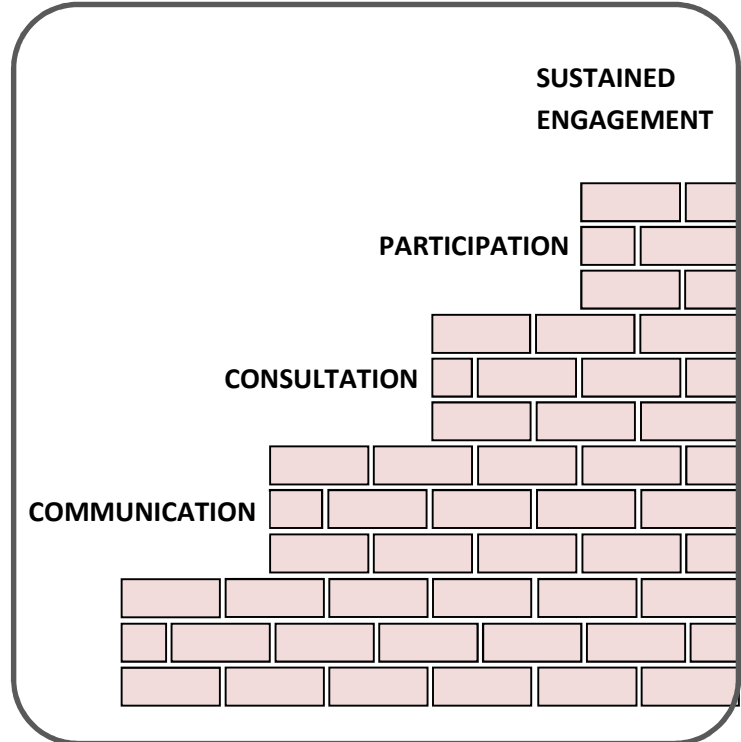 SUSTAINED
ENGAGEMENT
PARTICIPATION
CONSULTATION
COMMUNICATION